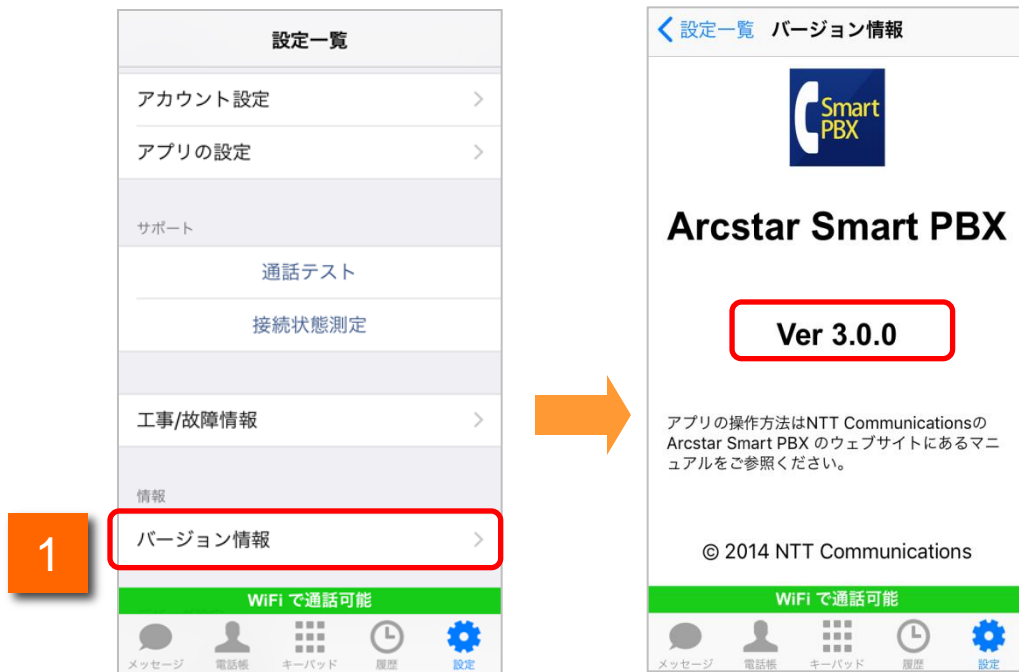 設定一覧
アカウント設定
アプリの設定
サポート
通話テスト
接続状態測定
工事/故障情報
情報
1
バージョン情報
WiFi で通話可能
メッセージ 電話帳 キーパッド 履歴 設定
設定一覧 バージョン情報
Smart
PBX
Arcstar Smart PBX
Ver 3.0.0
アプリの操作方法はNTT Communicationsの
Arcstar Smart PBX のウェブサイトにあるマニ
ュアルをご参照ください。
© 2014 NTT Communications
WiFi で通話可能
メッセージ 電話帳 キーパッド 履歴 設定